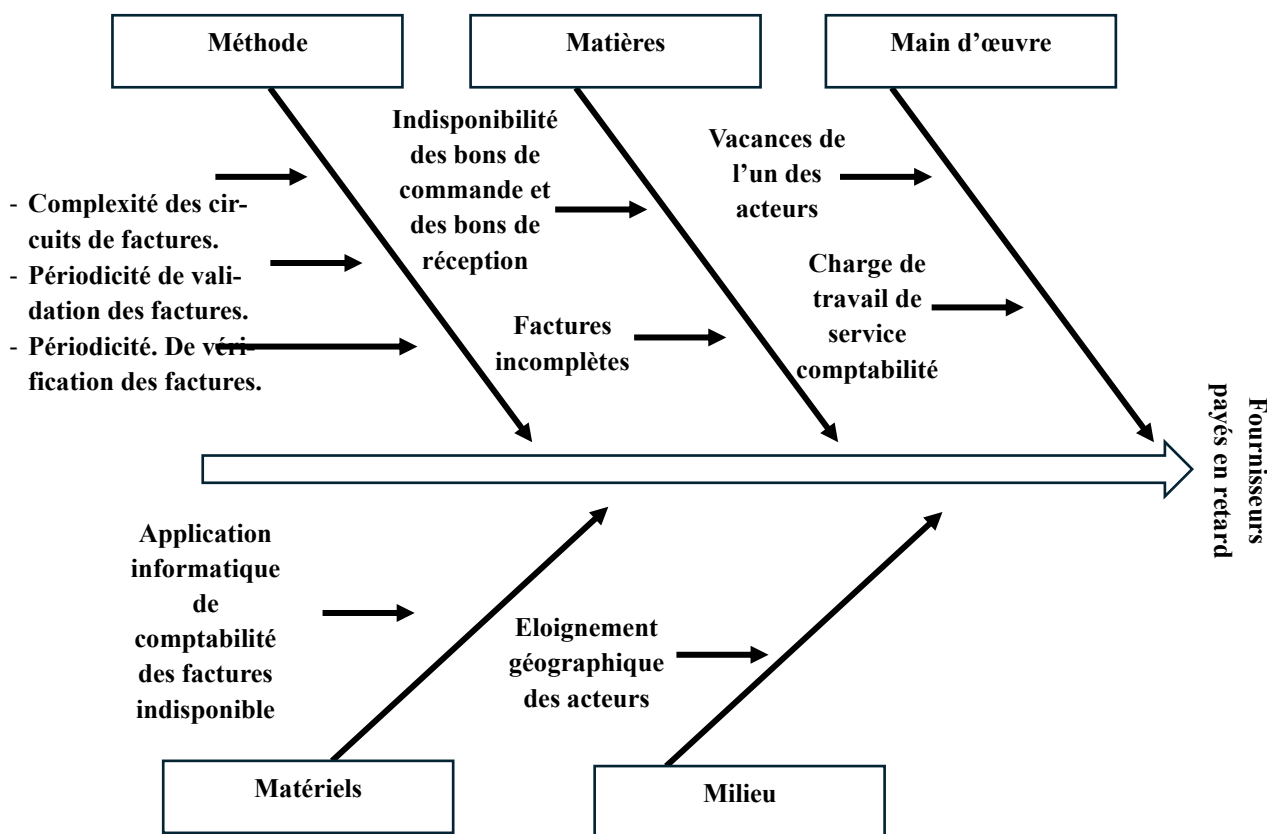 Méthode
Matières
Main d’œuvre
- Complexité des cir-
cuits de factures.
- Périodicité de vali-
dation des factures.
- Périodicité. De véri-
fication des factures.
Indisponibilité
des bons de
commande et
des bons de
réception
Factures
incomplètes
Vacances de
l’un des
acteurs
Charge de
travail de
service
comptabilité
Fournisseurs
payés en retard
Application
informatique
de
comptabilité
des factures
indisponible
Eloignement
géographique
des acteurs
Matériels
Milieu